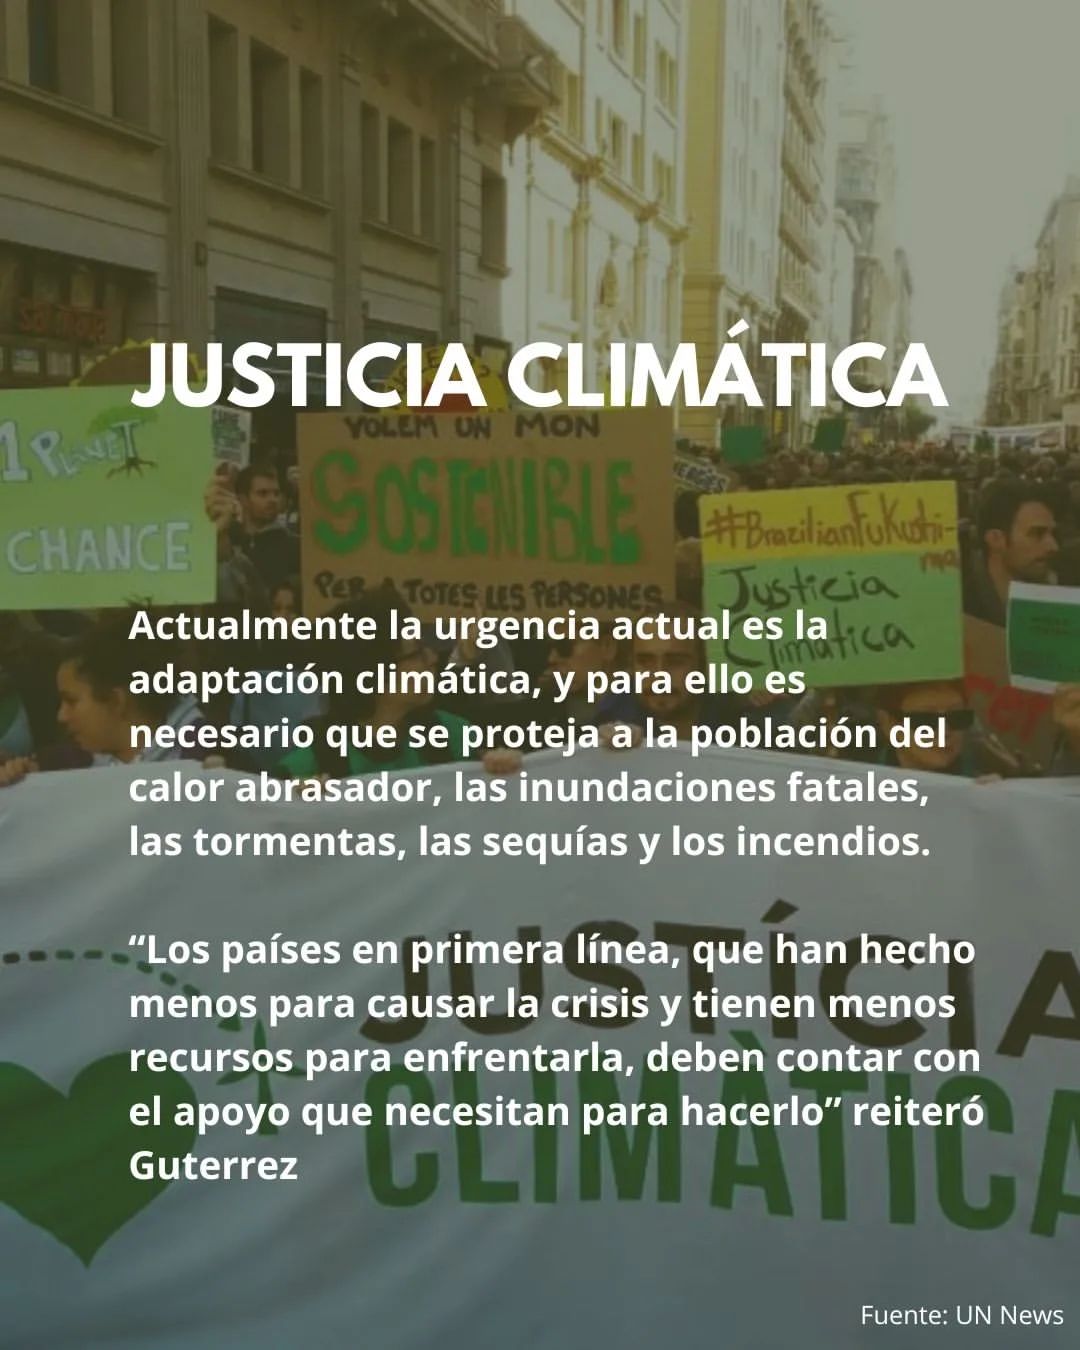 JUSTICIA CLIMÁTICA
1 PLANET
CHANCE
VOLEM UN MON
SOSTENIBLE
PER A TOTES LES PERSONES
#BrazilianFukushi-
ma
Justicia
Climática
Actualmente la urgencia actual es la
adaptación climática, y para ello es
necesario que se proteja a la población del
calor abrasador, las inundaciones fatales,
las tormentas, las sequías y los incendios.
“Los países en primera línea, que han hecho
menos para causar la crisis y tienen menos
recursos para enfrentarla, deben contar con
el apoyo que necesitan para hacerlo” reiteró
Guterrez
JUSTÍCIA
CLIMÀTICA
Fuente: UN News